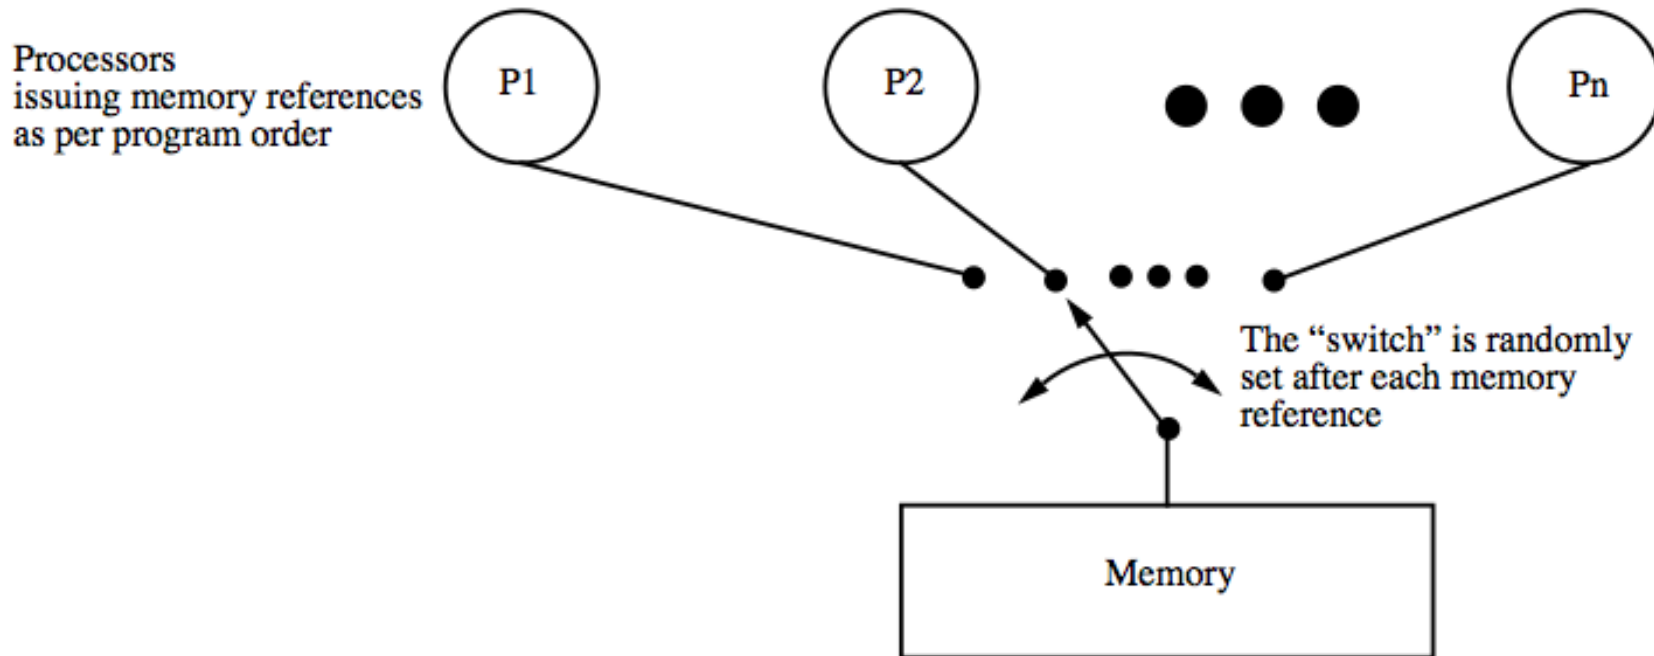 Processors
issuing memory references
as per program order
P1
P2
Pn
The “switch” is randomly
set after each memory
reference
Memory